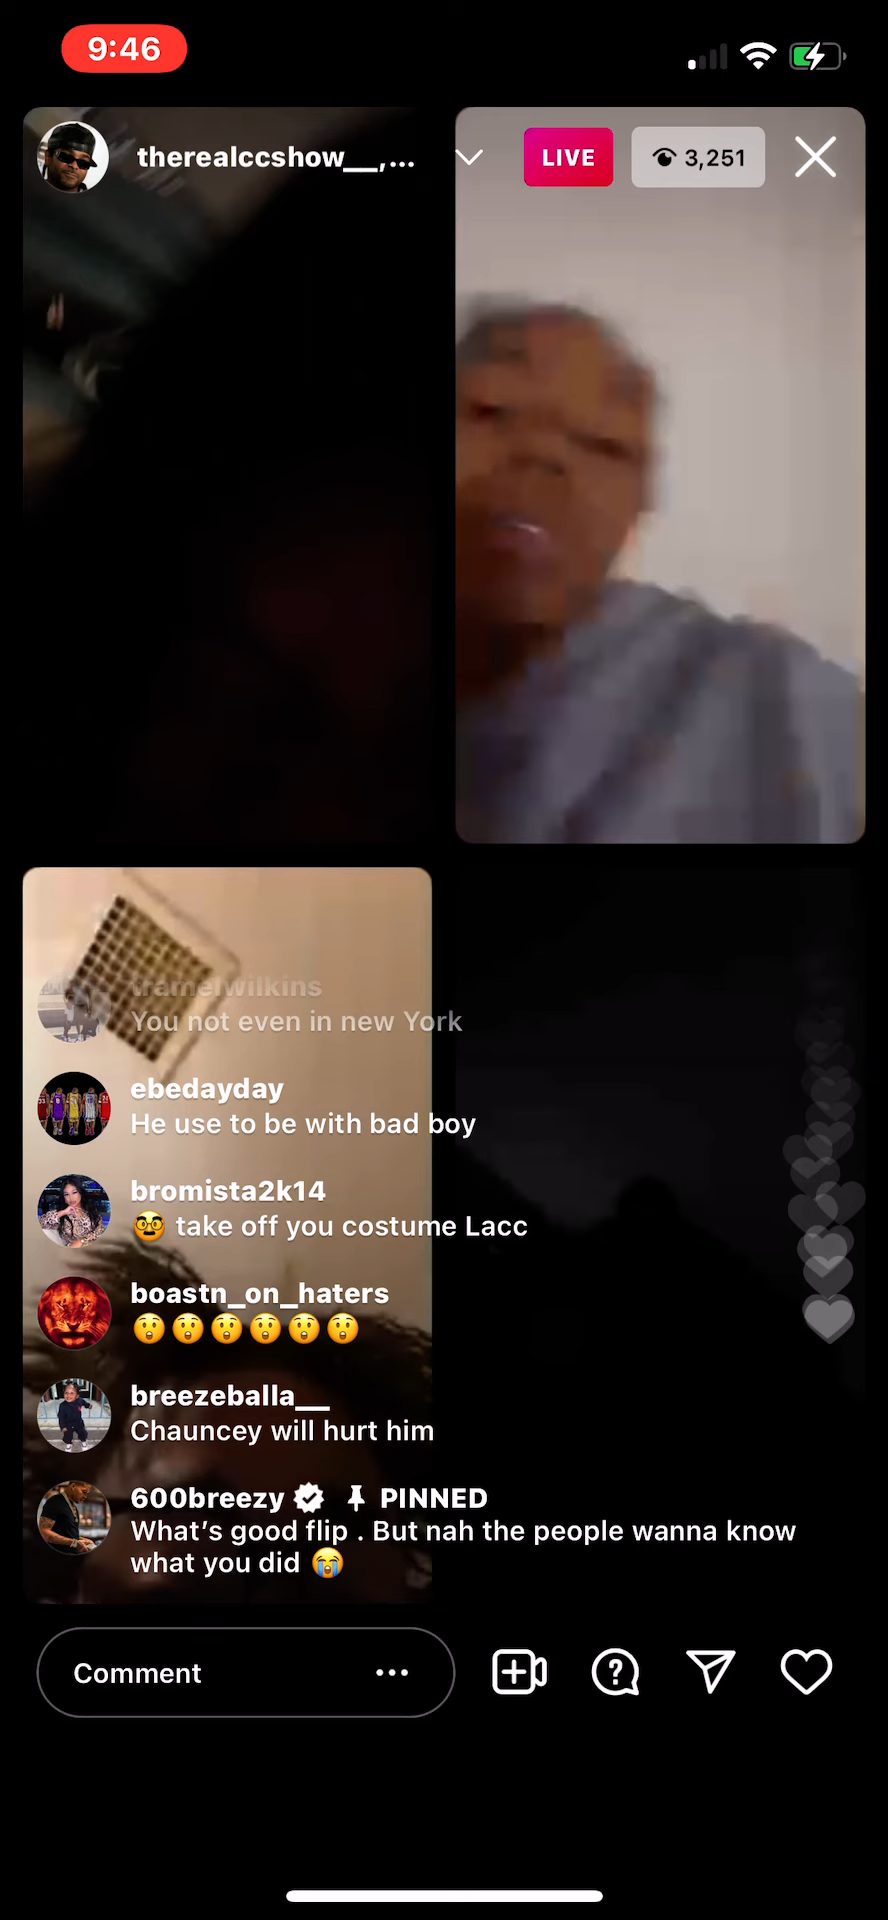 9:46
therealccshow__,...
LIVE
3,251
tramelwilkins
You not even in new York
ebedayday
He use to be with bad boy
bromista2k14
🥸 take off you costume Lacc
boastn_on_haters
😲😲😲😲😲😲
breezeballa__
Chauncey will hurt him
600breezy PINNED
What’s good flip . But nah the people wanna know
what you did 😭
Comment